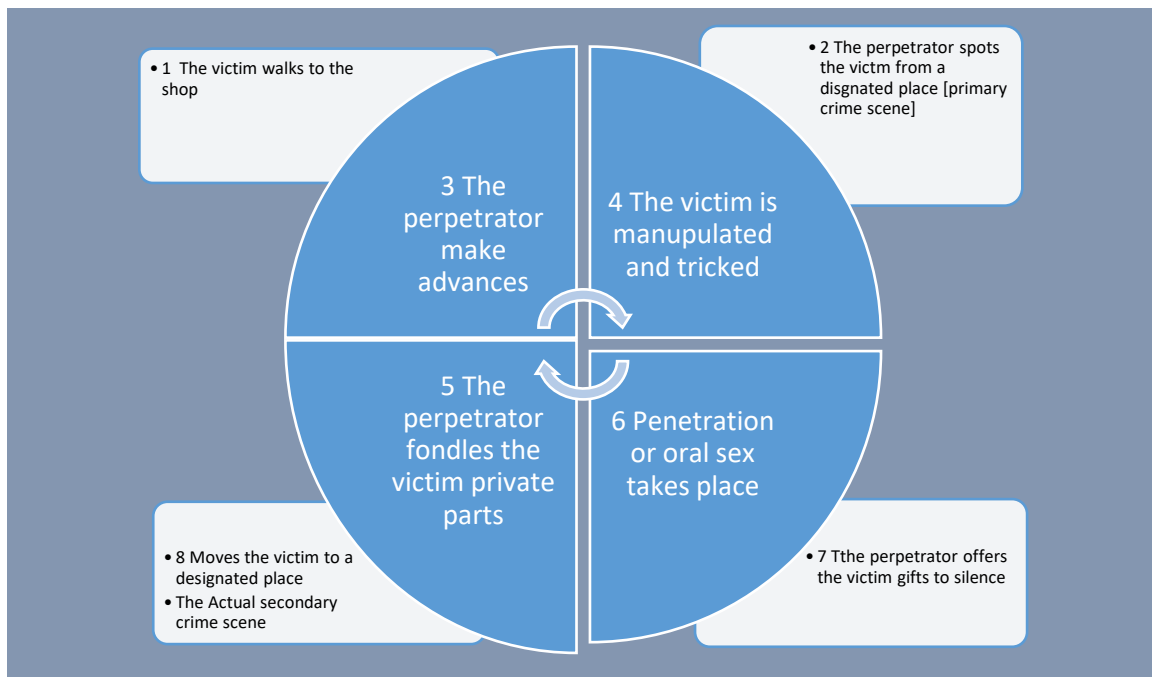 • 1 The victim walks to the
shop
• 2 The perpetrator spots
the victm from a
disgnated place [primary
crime scene]
3 The
perpetrator
make
advances
4 The victim is
manupulated
and tricked
5 The
perpetrator
fondles the
victim private
parts
6 Penetration
or oral sex
takes place
• 7 Tthe perpetrator offers
the victim gifts to silence
• 8 Moves the victim to a
designated place
• The Actual secondary
crime scene